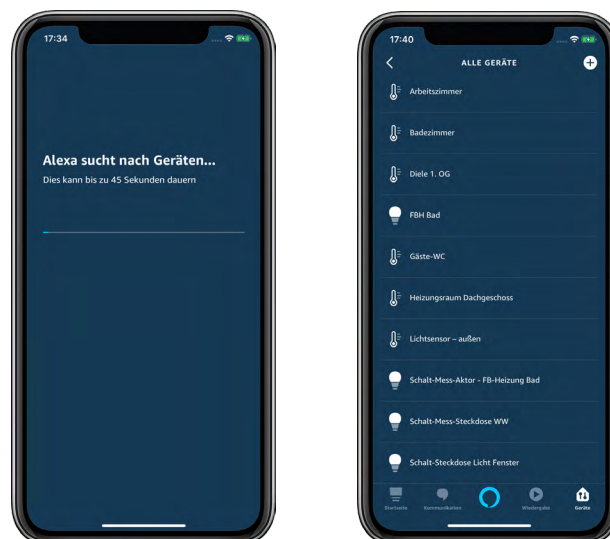 17:34
Alexa sucht nach Geräten...
Dies kann bis zu 45 Sekunden dauern
17:40
ALLE GERÄTE
Arbeitszimmer
Badezimmer
Diele 1. OG
FBH Bad
Gäste-WC
Heizungsraum Dachgeschoss
Lichtsensor – außen
Schalt-Mess-Aktor - FB-Heizung Bad
Schalt-Mess-Steckdose WW
Schalt-Steckdose Licht Fenster
Startseite Kommunikation Wiedergabe Geräte